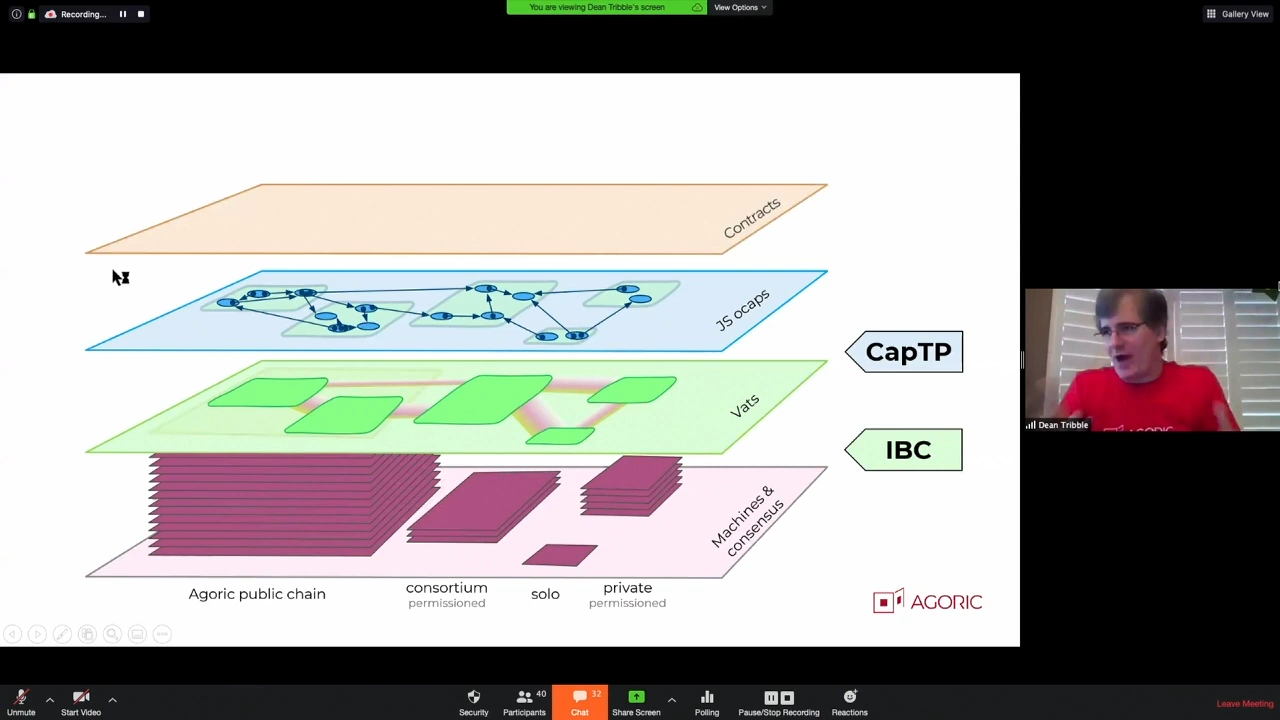 Recording...
You are viewing Dean Tribble's screen
View Options
Gallery View
Contracts
JS ocaps
CapTP
Vats
IBC
Machines &
consensus
Agoric public chain
consortium
permissioned
solo
private
permissioned
AGORIC
AGORIC
Dean Tribble
Unmute
Start Video
Security
Participants
40
Chat
32
Share Screen
Polling
Pause/Stop Recording
Reactions
Leave Meeting